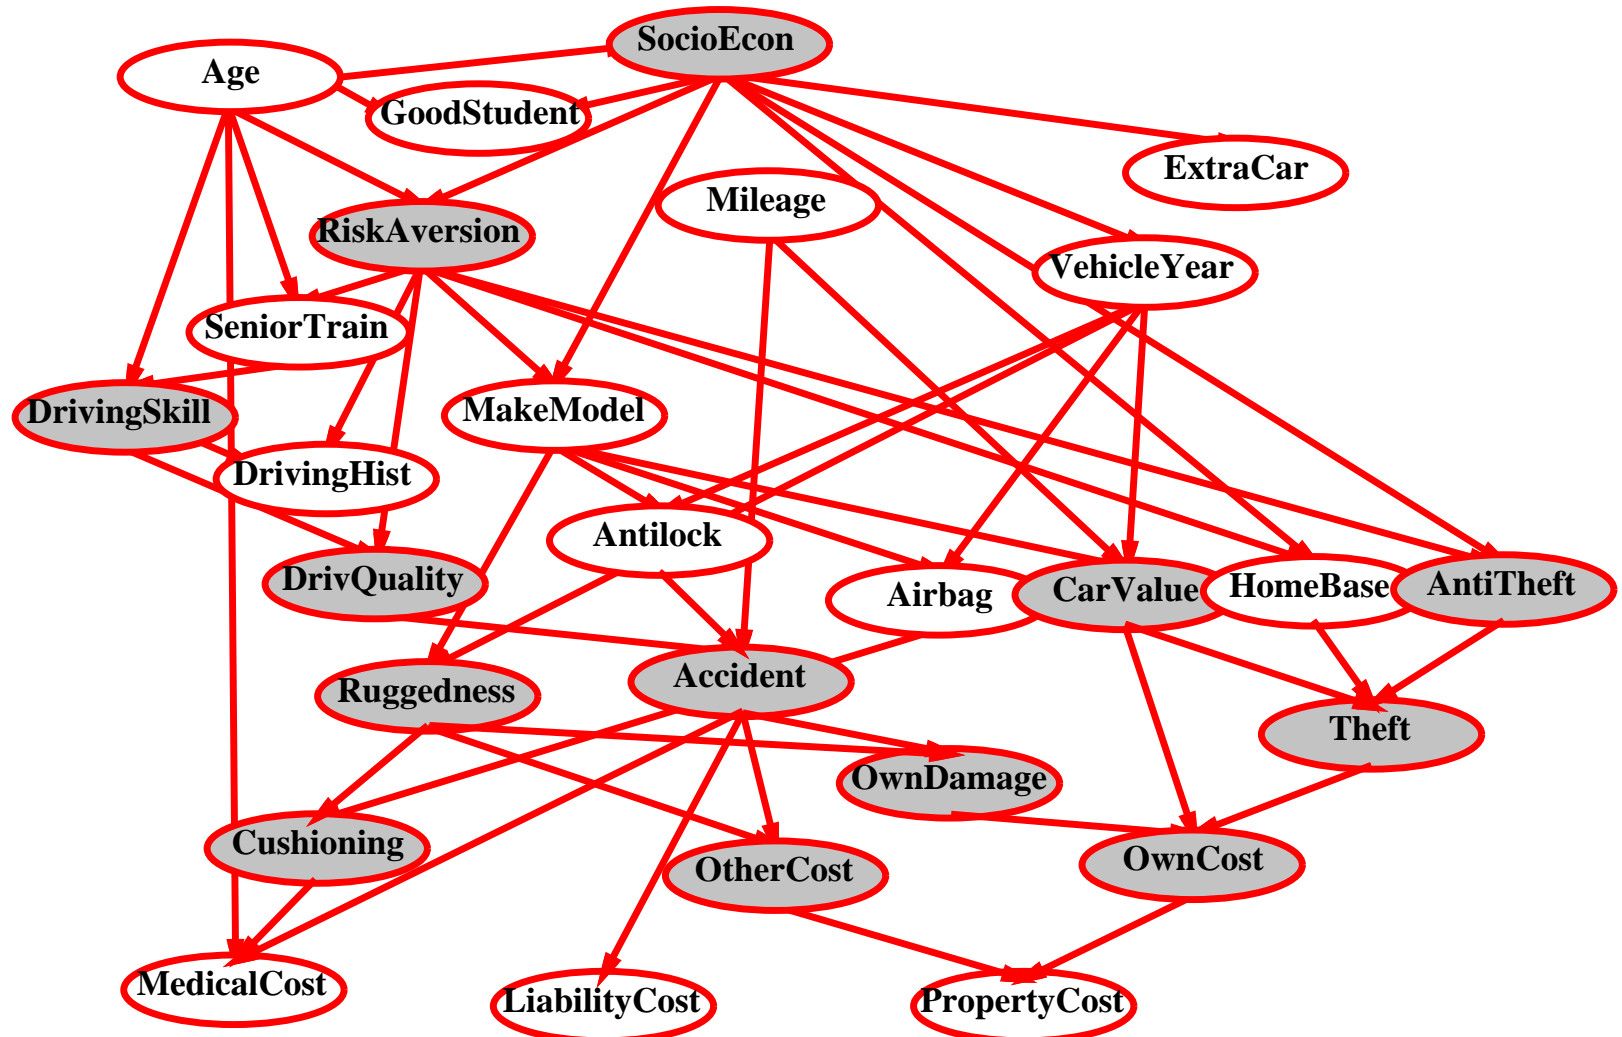 SocioEcon
Age
GoodStudent
ExtraCar
Mileage
RiskAversion
VehicleYear
SeniorTrain
DrivingSkill
MakeModel
DrivingHist
Antilock
DrivQuality
Airbag
CarValue
HomeBase
AntiTheft
Ruggedness
Accident
Theft
OwnDamage
Cushioning
OtherCost
OwnCost
MedicalCost
LiabilityCost
PropertyCost